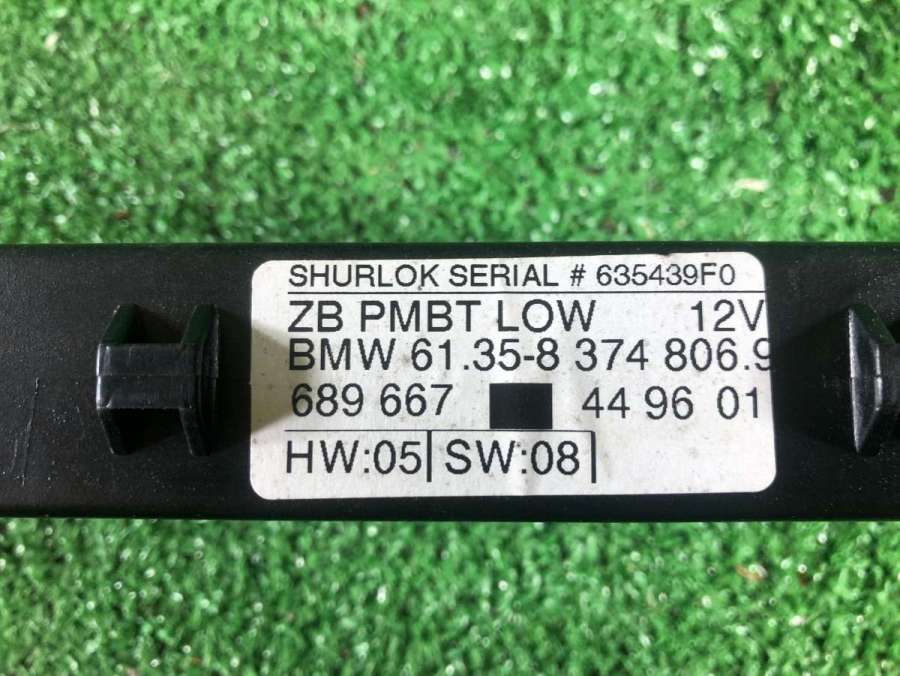 SHURLOK SERIAL # 635439F0
ZB PMBT LOW 12V
BMW 61.35-8 374 806.9
689 667 44 96 01
HW:05 SW:08